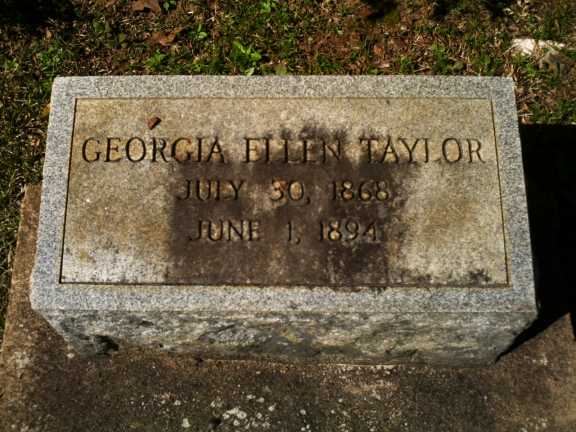 GEORGIA ELLEN TAYLOR
JULY 30, 1868
JUNE 1, 1894